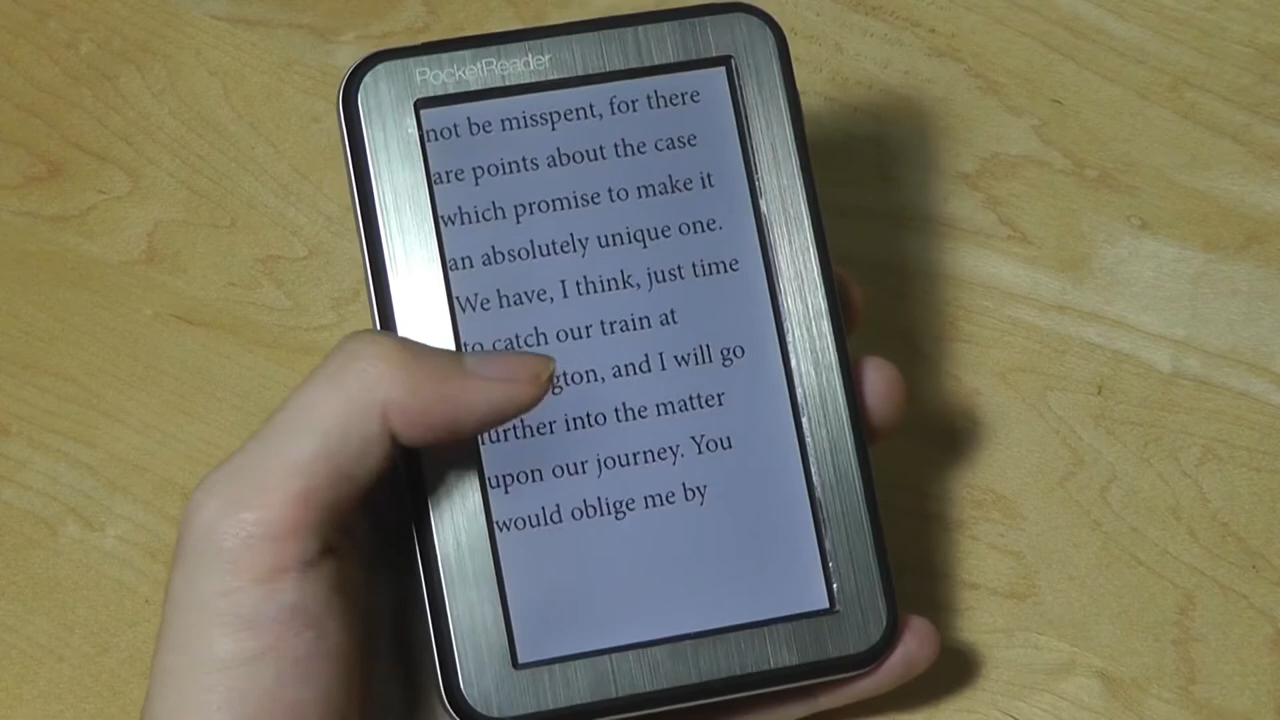 PocketReader
not be misspent, for there
are points about the case
which promise to make it
an absolutely unique one.
We have, I think, just time
to catch our train at
and I will go
further into the matter
upon our journey. You
would oblige me by